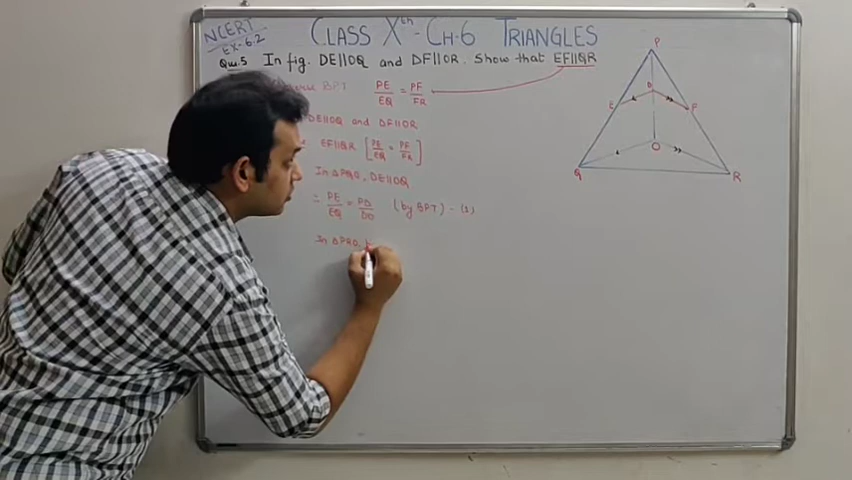 NCERT
EX-6.2
CLASS Xth - CH-6 TRIANGLES
Qus.5 In fig. DE||OQ and DF||OR. Show that EF||QR
BPT PE/EQ = PF/FR
DE||OQ and DF||OR
EF||QR [PE/EQ = PF/FR]
In ΔPQO, DE||OQ
∴ PE/EQ = PD/DO (by BPT) - (1)
In ΔPRO,
P
D
E
F
O
Q
R